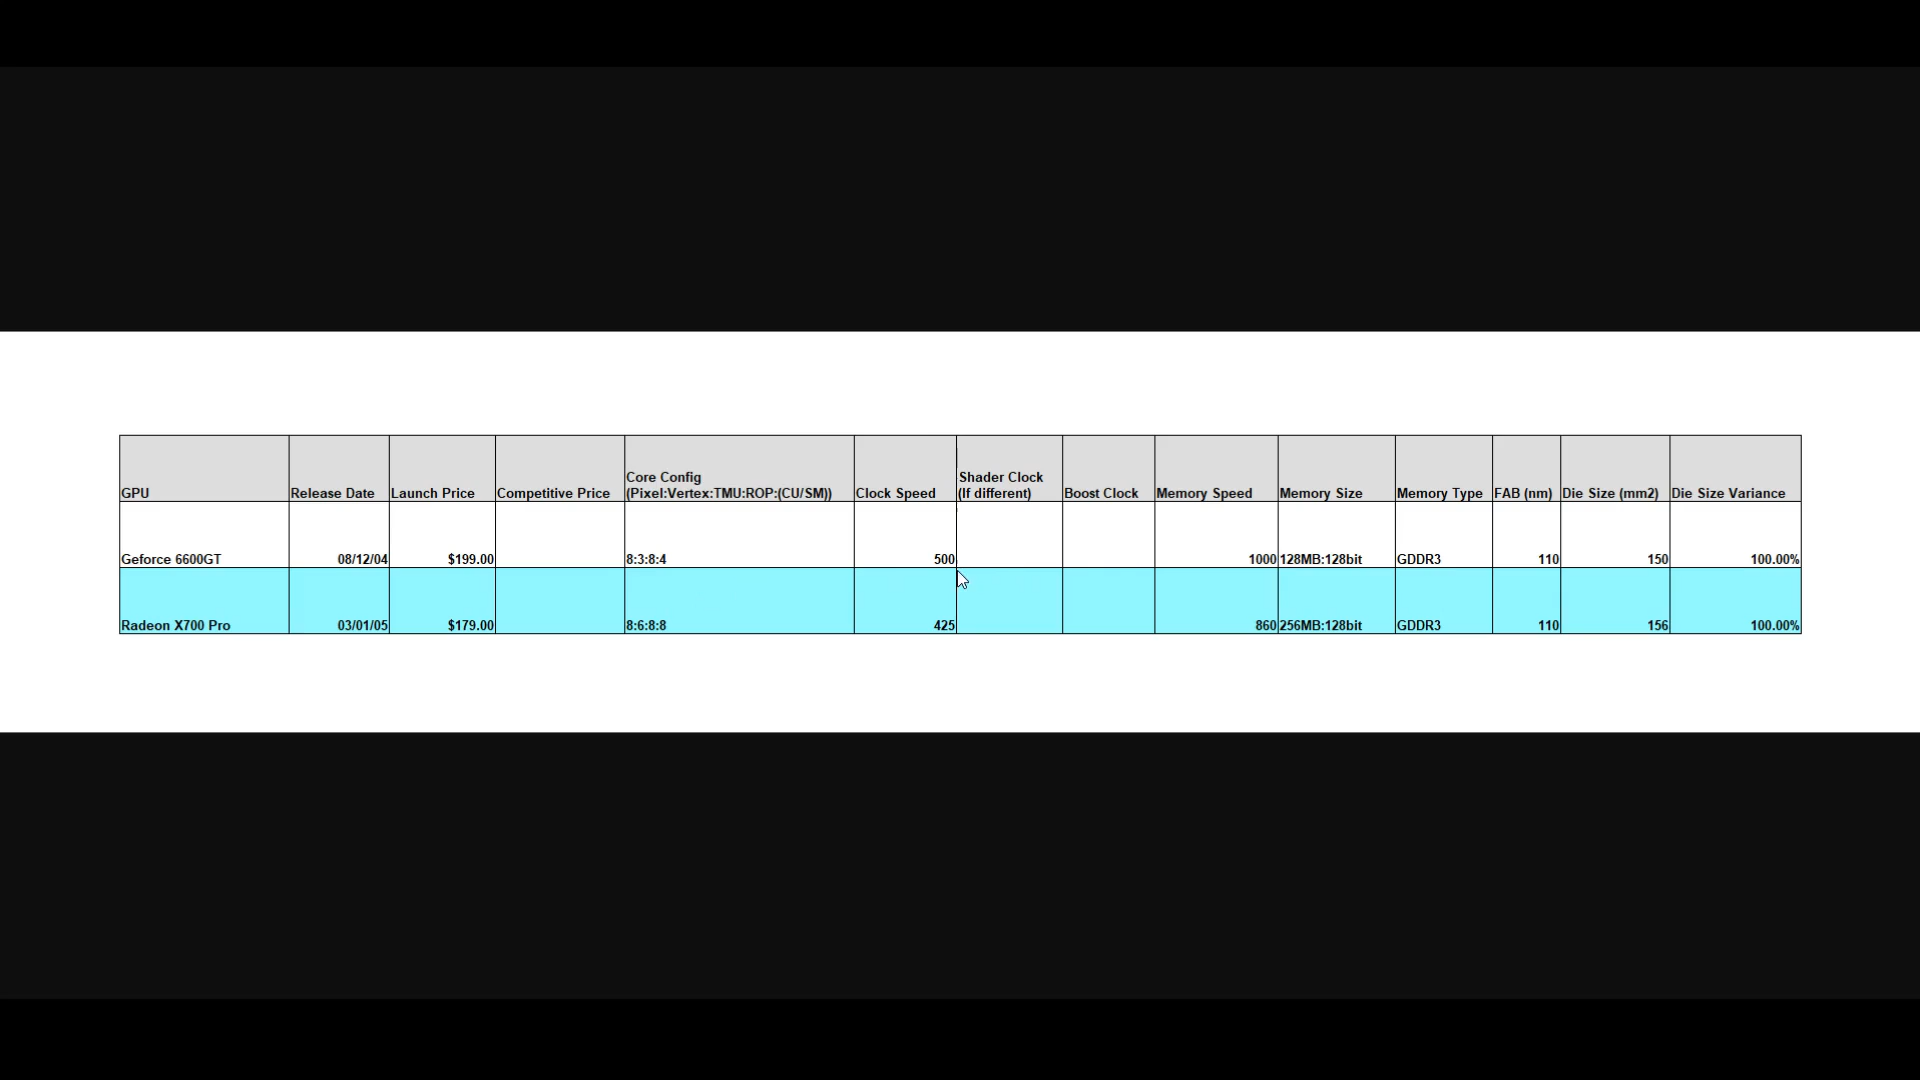 GPU Release Date Launch Price Competitive Price Core Config (Pixel:Vertex:TMU:ROP:(CU/SM)) Clock Speed Shader Clock (If different) Boost Clock Memory Speed Memory Size Memory Type FAB (nm) Die Size (mm2) Die Size Variance
Geforce 6600GT 08/12/04 $199.00 8:3:8:4 500 1000 128MB:128bit GDDR3 110 150 100.00%
Radeon X700 Pro 03/01/05 $179.00 8:6:8:8 425 860 256MB:128bit GDDR3 110 156 100.00%